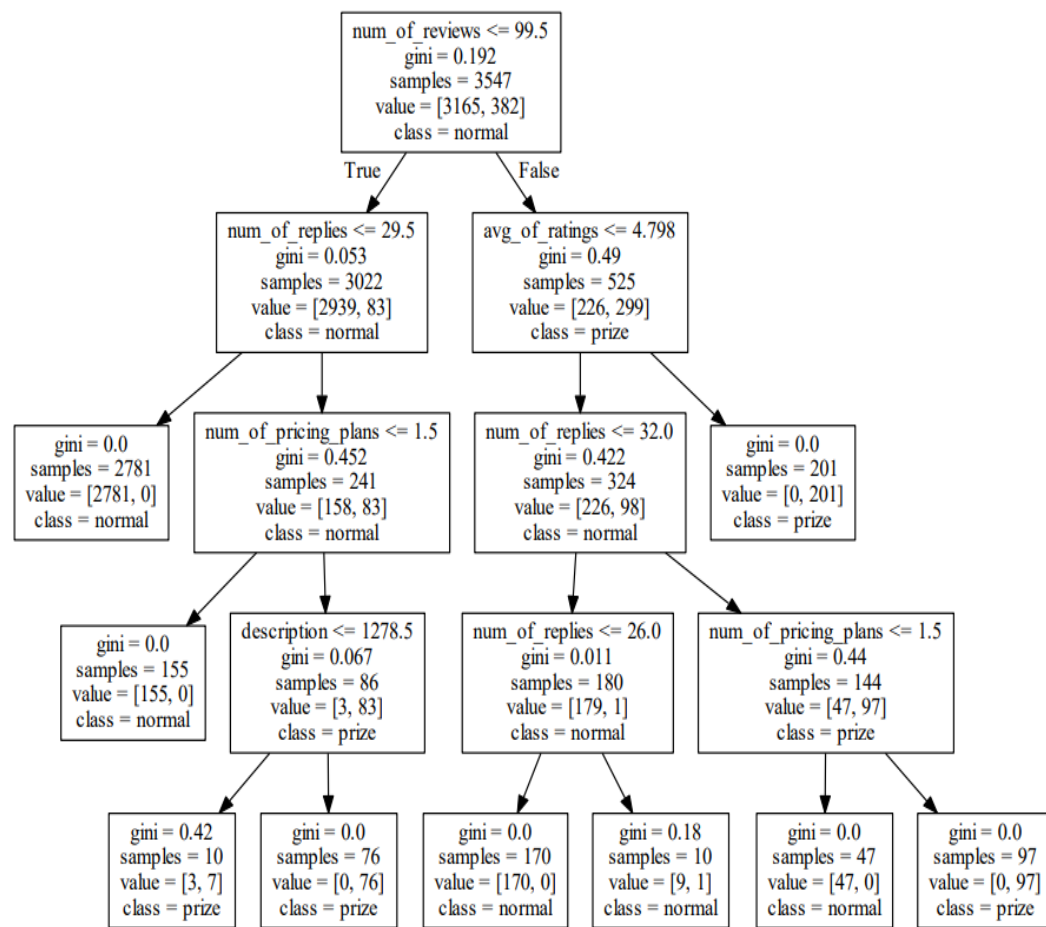 num_of_reviews <= 99.5
gini = 0.192
samples = 3547
value = [3165, 382]
class = normal
True
False
num_of_replies <= 29.5
gini = 0.053
samples = 3022
value = [2939, 83]
class = normal
avg_of_ratings <= 4.798
gini = 0.49
samples = 525
value = [226, 299]
class = prize
gini = 0.0
samples = 2781
value = [2781, 0]
class = normal
num_of_pricing_plans <= 1.5
gini = 0.452
samples = 241
value = [158, 83]
class = normal
num_of_replies <= 32.0
gini = 0.422
samples = 324
value = [226, 98]
class = normal
gini = 0.0
samples = 201
value = [0, 201]
class = prize
gini = 0.0
samples = 155
value = [155, 0]
class = normal
description <= 1278.5
gini = 0.067
samples = 86
value = [3, 83]
class = prize
num_of_replies <= 26.0
gini = 0.011
samples = 180
value = [179, 1]
class = normal
num_of_pricing_plans <= 1.5
gini = 0.44
samples = 144
value = [47, 97]
class = prize
gini = 0.42
samples = 10
value = [3, 7]
class = prize
gini = 0.0
samples = 76
value = [0, 76]
class = prize
gini = 0.0
samples = 170
value = [170, 0]
class = normal
gini = 0.18
samples = 10
value = [9, 1]
class = normal
gini = 0.0
samples = 47
value = [47, 0]
class = normal
gini = 0.0
samples = 97
value = [0, 97]
class = prize